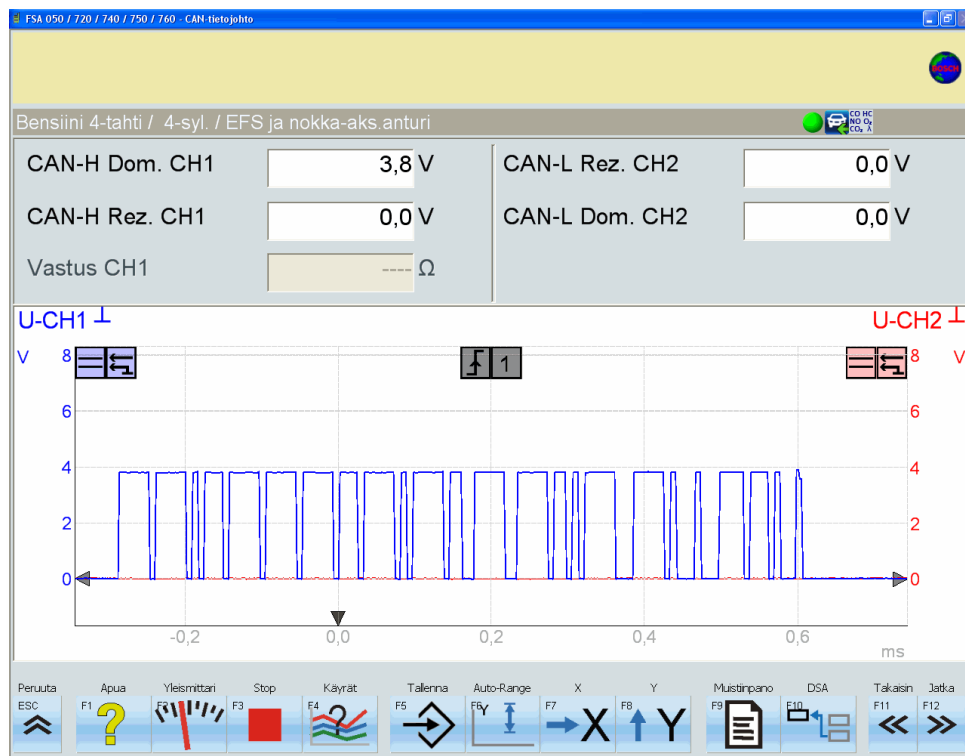 FSA 050 / 720 / 740 / 750 / 760 - CAN-tietojohto
BOSCH
Bensiini 4-tahti / 4-syl. / EFS ja nokka-aks.anturi
CO HC
NO O₂
CO₂ λ
CAN-H Dom. CH1 3,8 V
CAN-L Rez. CH2 0,0 V
CAN-H Rez. CH1 0,0 V
CAN-L Dom. CH2 0,0 V
Vastus CH1 ---- Ω
U-CH1 U-CH2
V 8 1 8 V
6 6
4 4
2 2
0 0
-0,2 0,0 0,2 0,4 0,6
ms
Peruuta Apua Yleismittari Stop Käyrät Tallenna Auto-Range X Y Muistiinpano DSA Takaisin Jatka
ESC F1 F2 F3 F4 F5 F6 F7 F8 F9 F10 F11 F12
Y X Y